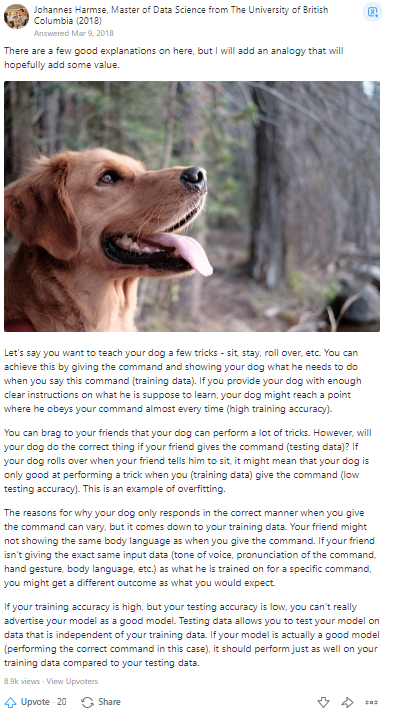 Johannes Harmse, Master of Data Science from The University of British
Columbia (2018)
Answered Mar 9, 2018
There are a few good explanations on here, but I will add an analogy that will
hopefully add some value.
Let's say you want to teach your dog a few tricks - sit, stay, roll over, etc. You can
achieve this by giving the command and showing your dog what he needs to do
when you say this command (training data). If you provide your dog with enough
clear instructions on what he is suppose to learn, your dog might reach a point
where he obeys your command almost every time (high training accuracy).
You can brag to your friends that your dog can perform a lot of tricks. However, will
your dog do the correct thing if your friend gives the command (testing data)? If
your dog rolls over when your friend tells him to sit, it might mean that your dog is
only good at performing a trick when you (training data) give the command (low
testing accuracy). This is an example of overfitting.
The reasons for why your dog only responds in the correct manner when you give
the command can vary, but it comes down to your training data. Your friend might
not showing the same body language as when you give the command. If your friend
isn't giving the exact same input data (tone of voice, pronunciation of the command,
hand gesture, body language, etc.) as what he is trained on for a specific command,
you might get a different outcome as what you would expect.
If your training accuracy is high, but your testing accuracy is low, you can't really
advertise your model as a good model. Testing data allows you to test your model on
data that is independent of your training data. If your model is actually a good model
(performing the correct command in this case), it should perform just as well on your
training data compared to your testing data.
8.9k views · View Upvoters
Upvote · 20 Share